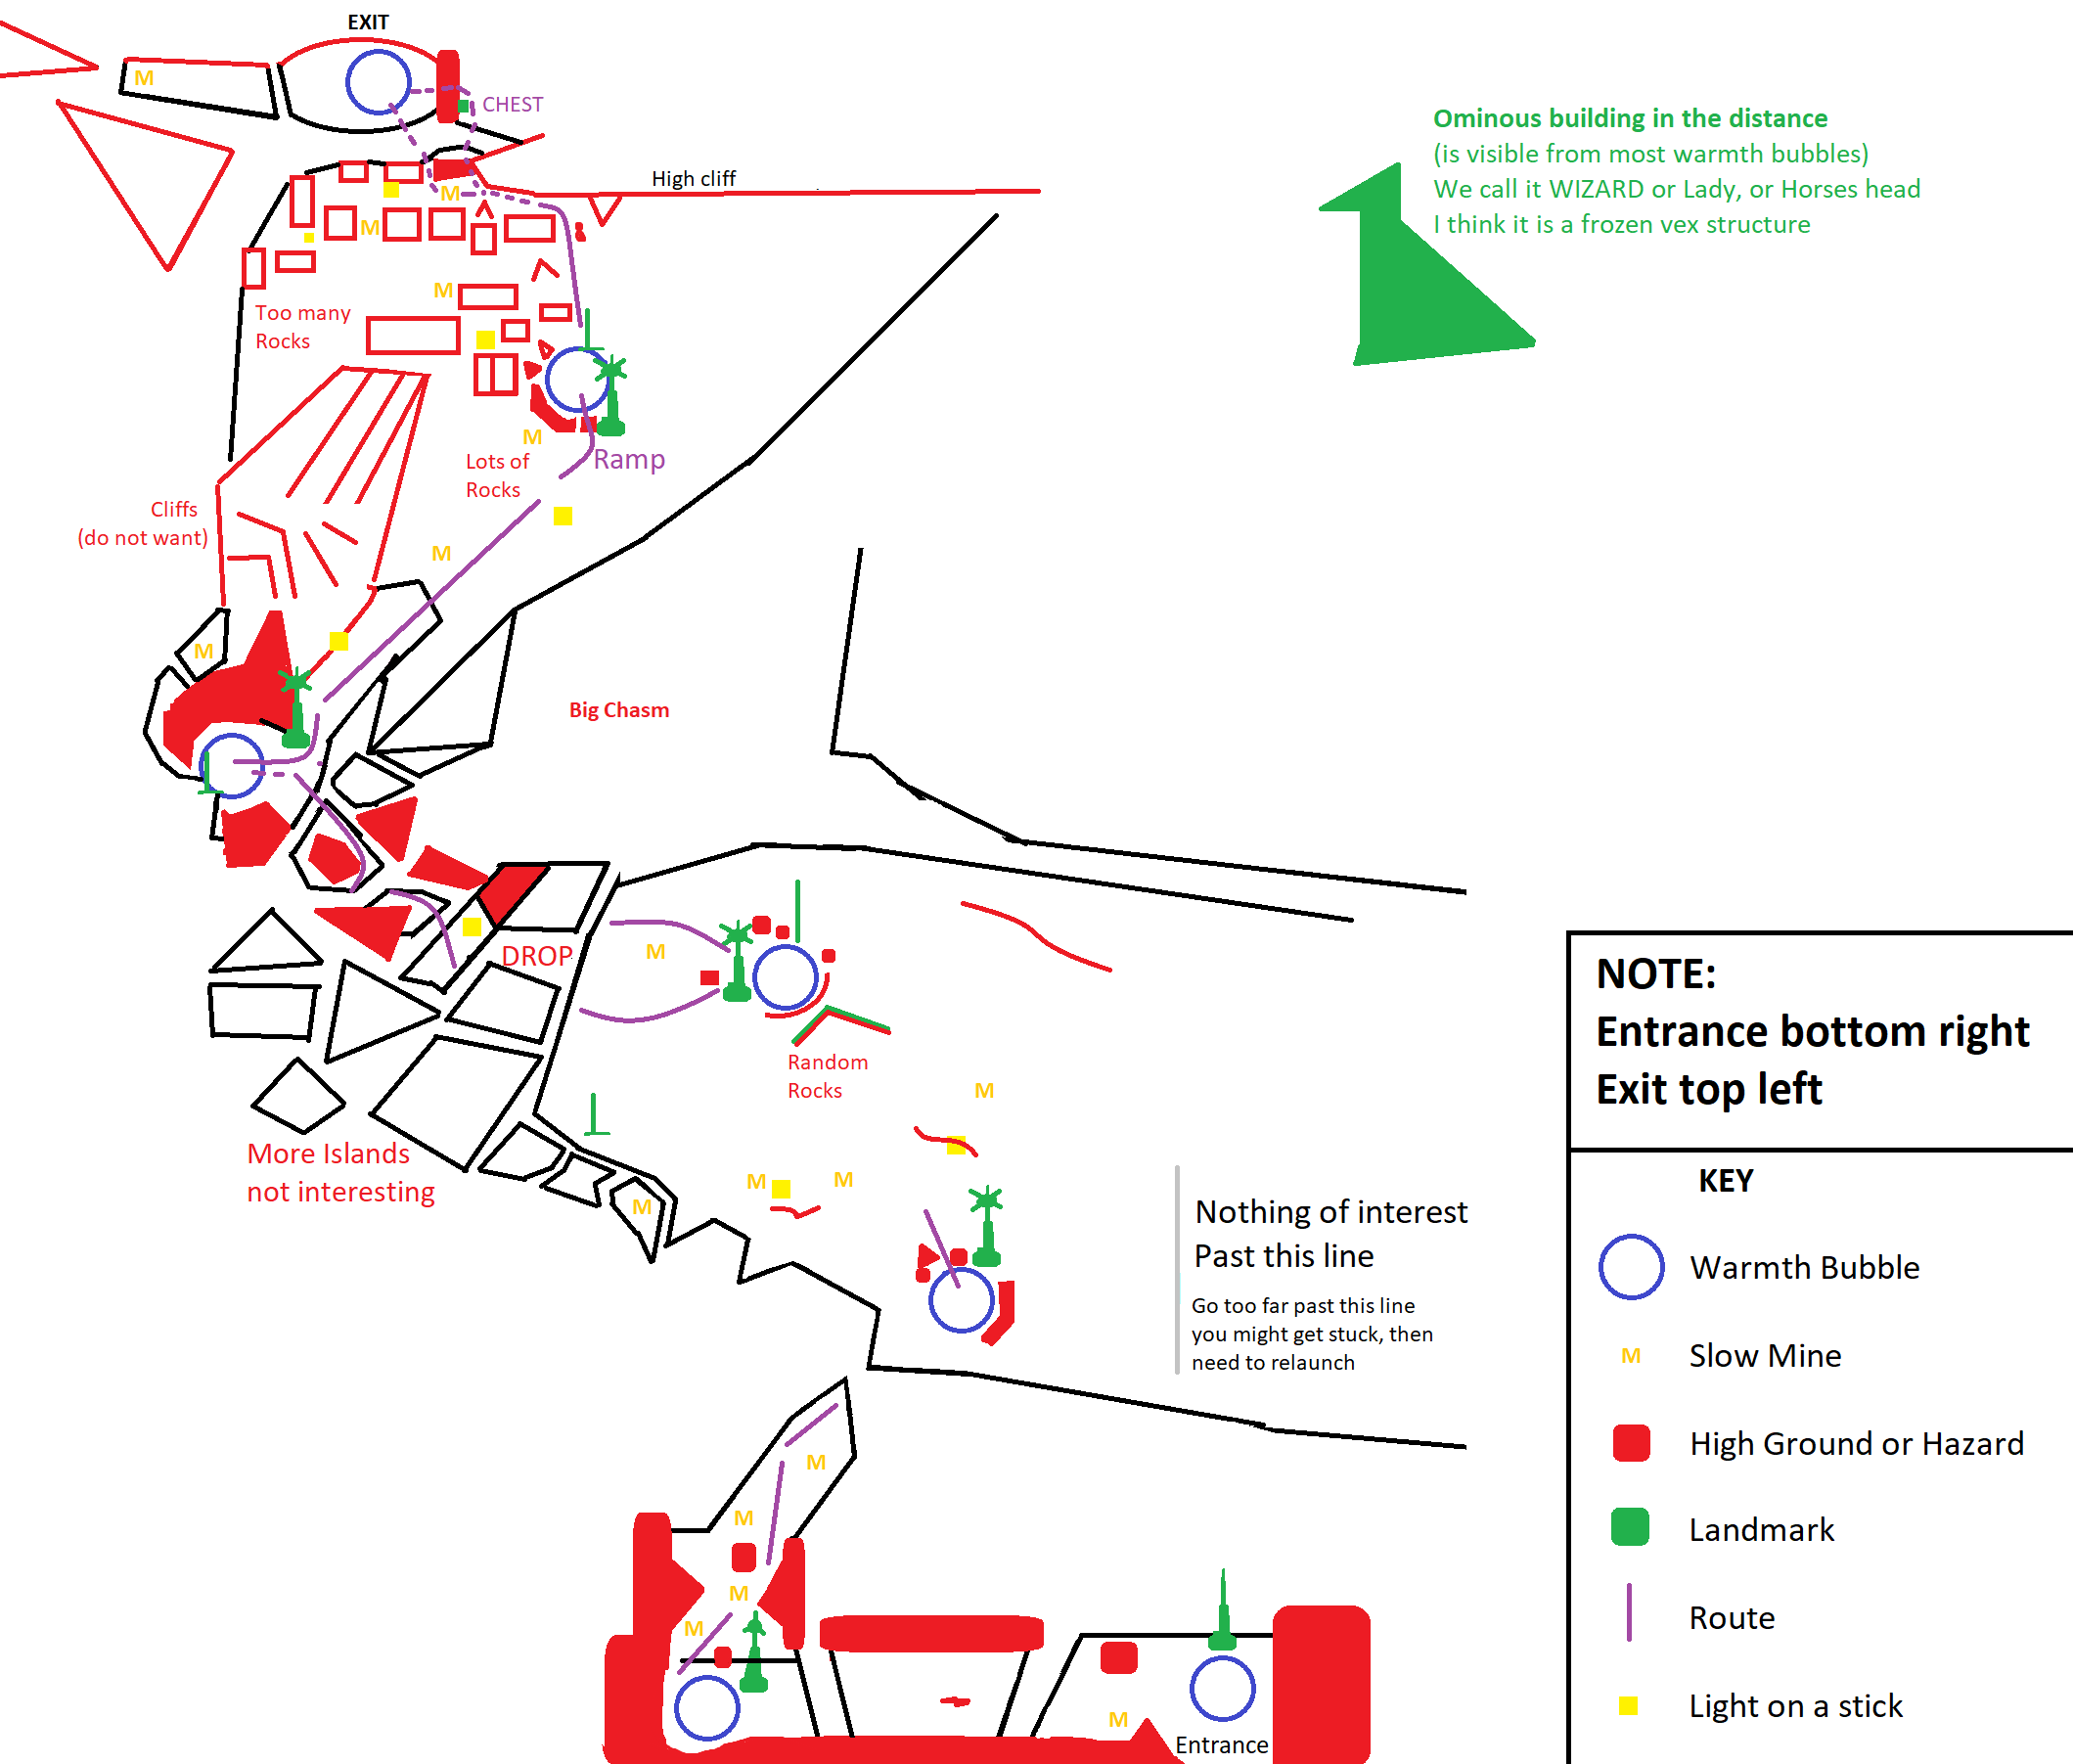 EXIT
M
CHEST
Ominous building in the distance
(is visible from most warmth bubbles)
We call it WIZARD or Lady, or Horses head
I think it is a frozen vex structure
High cliff
M
M
M
Too many
Rocks
M
Ramp
Lots of
Rocks
Cliffs
(do not want)
M
M
Big Chasm
M
DROP
NOTE:
Entrance bottom right
Exit top left
Random
Rocks
M
More Islands
not interesting
M
M
M
Nothing of interest
Past this line
Go too far past this line
you might get stuck, then
need to relaunch
KEY
Warmth Bubble
M Slow Mine
High Ground or Hazard
Landmark
Route
Light on a stick
M
M
M
M
M
Entrance